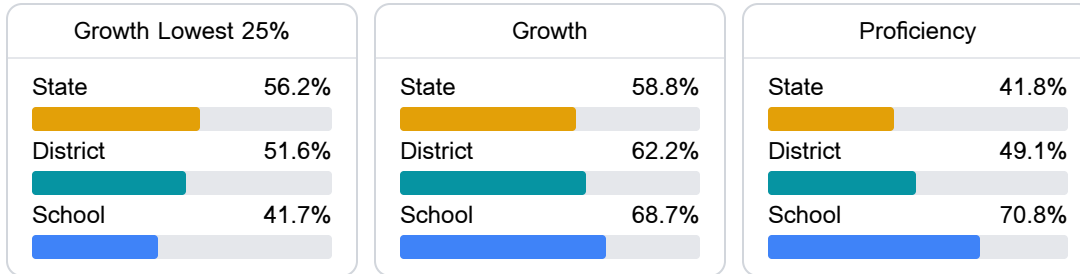 Growth Lowest 25%
State 56.2%
District 51.6%
School 41.7%
Growth
State 58.8%
District 62.2%
School 68.7%
Proficiency
State 41.8%
District 49.1%
School 70.8%